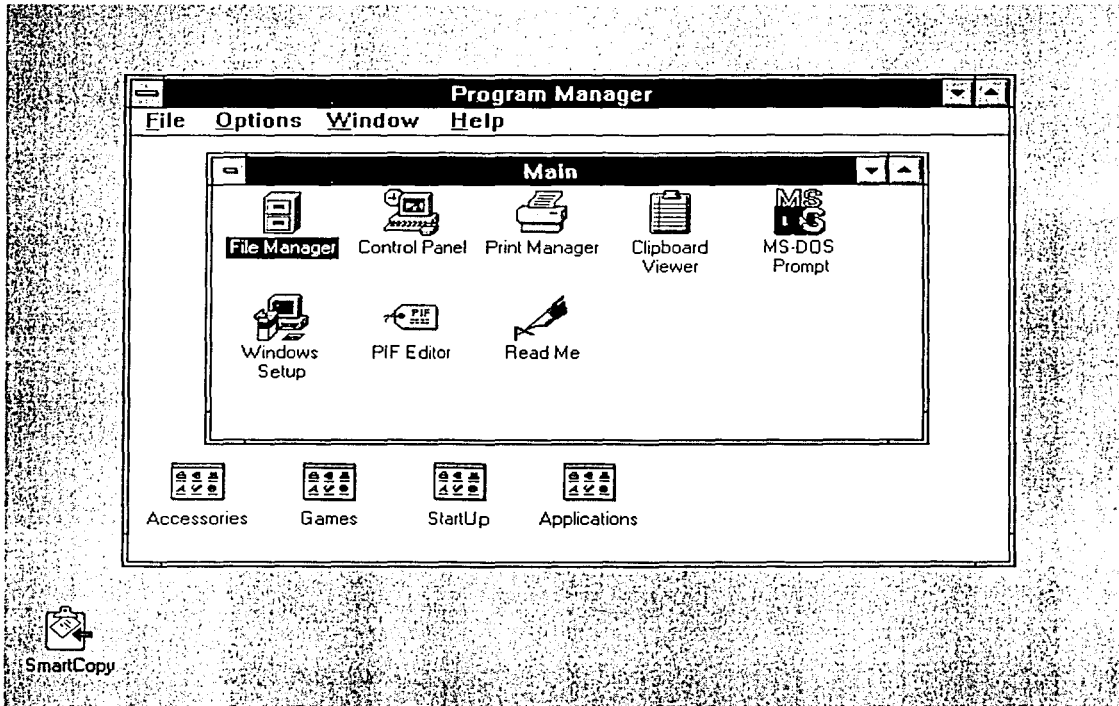 Program Manager
File Options Window Help
Main
File Manager
Control Panel
Print Manager
Clipboard
Viewer
MS-DOS
Prompt
Windows
Setup
PIF Editor
Read Me
Accessories
Games
StartUp
Applications
SmartCopy